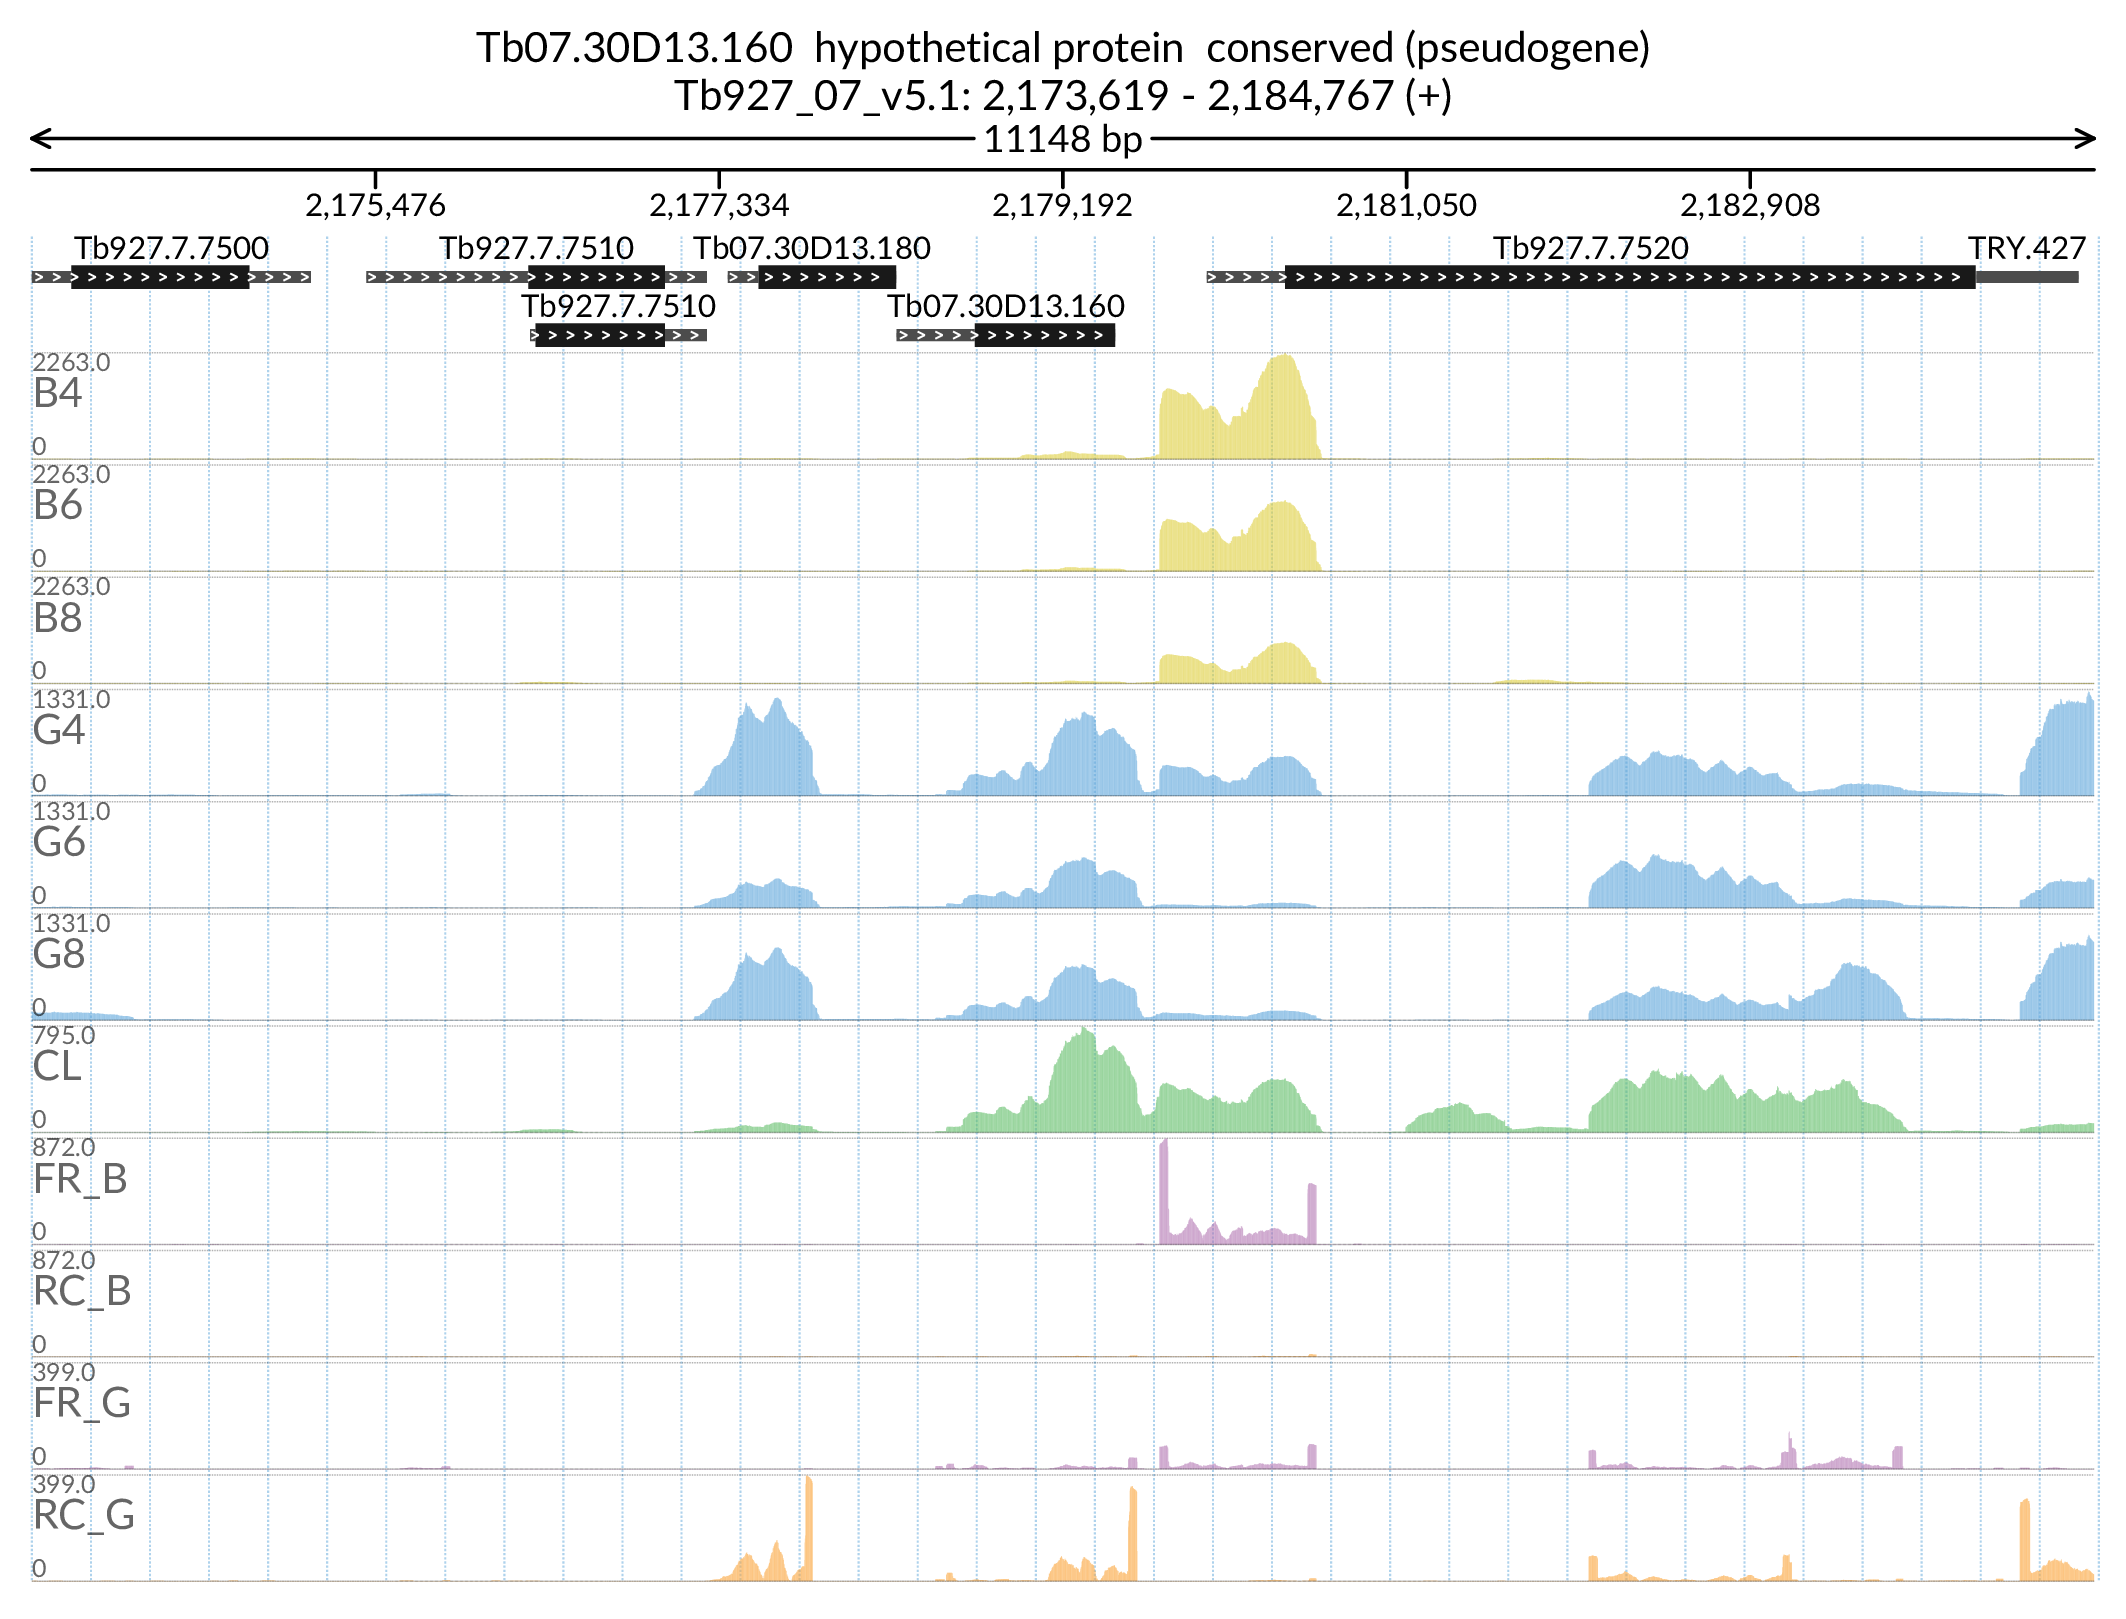 Tb07.30D13.160 hypothetical protein conserved (pseudogene)
Tb927_07_v5.1: 2,173,619 - 2,184,767 (+)
11148 bp
2,175,476 2,177,334 2,179,192 2,181,050 2,182,908
Tb927.7.7500 Tb927.7.7510 Tb07.30D13.180 Tb927.7.7520 TRY.427
Tb927.7.7510 Tb07.30D13.160
2263.0
B4
0
2263.0
B6
0
2263.0
B8
0
1331.0
G4
0
1331.0
G6
0
1331.0
G8
0
795.0
CL
0
872.0
FR_B
0
872.0
RC_B
0
399.0
FR_G
0
399.0
RC_G
0